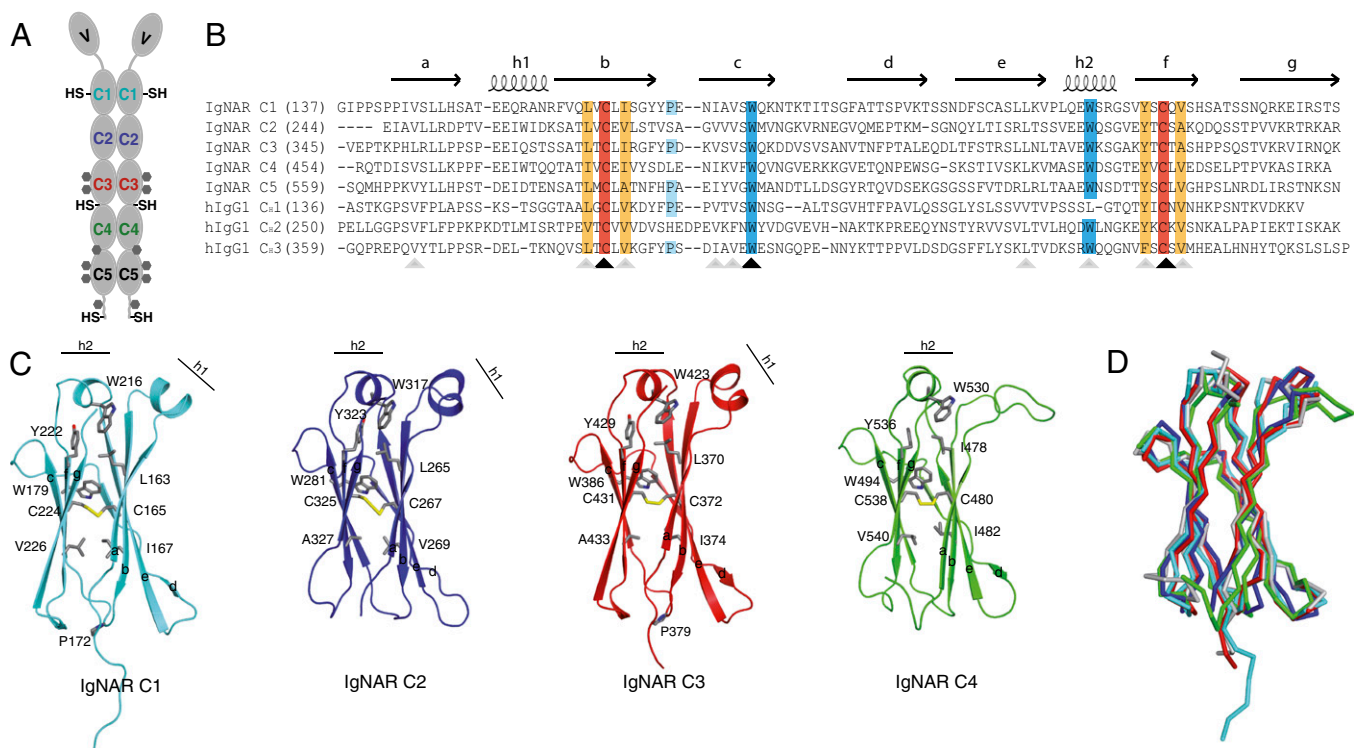 A
V V
HS- C1 C1 -SH
C2 C2
C3 C3
HS- -SH
C4 C4
C5 C5
HS- -SH
B
a h1 b c d e h2 f g
IgNAR C1 (137) GIPPSPPIVSLLHSAT-EEQRANRFVQLVCLISGYYPE--NIAVSWQKNTKTITSGFATTSPVKTSSNDFSCASLLKVPLQEWSRGSVYSCQVSHSATSSNQRKEIRSTS
IgNAR C2 (244) ---- EIAVLLRDPTV-EEIWIDKSATLVCEVLSTVSA--GVVVSWMVNGKVRNEGVQMEPTKM-SGNQYLTISRLTSSVEEWQSGVEYTCSAKQDQSSTPVVKRTRKAR
IgNAR C3 (345) -VEPTKPHLRLLPPSP-EEIQSTSSATLTCLIRGFYPD--KVSVSWQKDDVSVSANVTNFPTALEQDLTFSTRSLLNLTAVEWKSGAKYTCTASHPPSQSTVKRVIRNQK
IgNAR C4 (454) --RQTDISVSLLKPPF-EEIWTQQTATIVCEIVYSDLE--NIKVFWQVNGVERKKGVETQNPEWSG-SKSTIVSKLKVMASEWDSGTEYVCLVEDSELPTPVKASIRKA
IgNAR C5 (559) --SQMHPPKVYLLHPST-DEIDTENSATLMCLATNFHPA--EIYVGWMANDTLLDSGYRTQVDSEKGSGSSFVTDRLRLTAAEWNSDTTYSCLVGHPSLNRDLIRSTNKSN
hIgG1 CH1 (136) -ASTKGPSVFPLAPSS-KS-TSGGTAALGCLVKDYFPE--PVTVSWNSG-ALTSGVHTFPAVLQSSGLYSLSSVVTVPSSSL-GTQTYICNVNHKPSNTKVDKKV
hIgG1 CH2 (250) PELLGGPSVFLFPPKPKDTLMISRTPEVTCVVVDVSHEDPEVKFNWYVDGVEVHNAKTKPREEQYNSTYRVVSVLTVLHQDWLNGKEYKCKVSNKALPAPIEKTISKAK
hIgG1 CH3 (359) -GQPREPQVYTLPPSR-DEL-TKNQVSLTCLVKGFYPS--DIAVEWESNGQPE-NNYKTTPPVLDSDGSFFLYSKLTVDKSRWQQGNVFSCSVMHEALHNHYTQKSLSLSP
C
h2 h1
W216
Y222
L163
c g
W179
C224 C165
V226 I167
a b e d
P172
IgNAR C1
h2 h1
W317
Y323
L265
c g
W281
C325 C267
A327 V269
a b e d
IgNAR C2
h2 h1
W423
Y429
L370
c f g
W386
C431 C372
A433 I374
a b e d
P379
IgNAR C3
h2
W530
Y536
I478
c f g
W494
C538 C480
V540 I482
a b e d
IgNAR C4
D